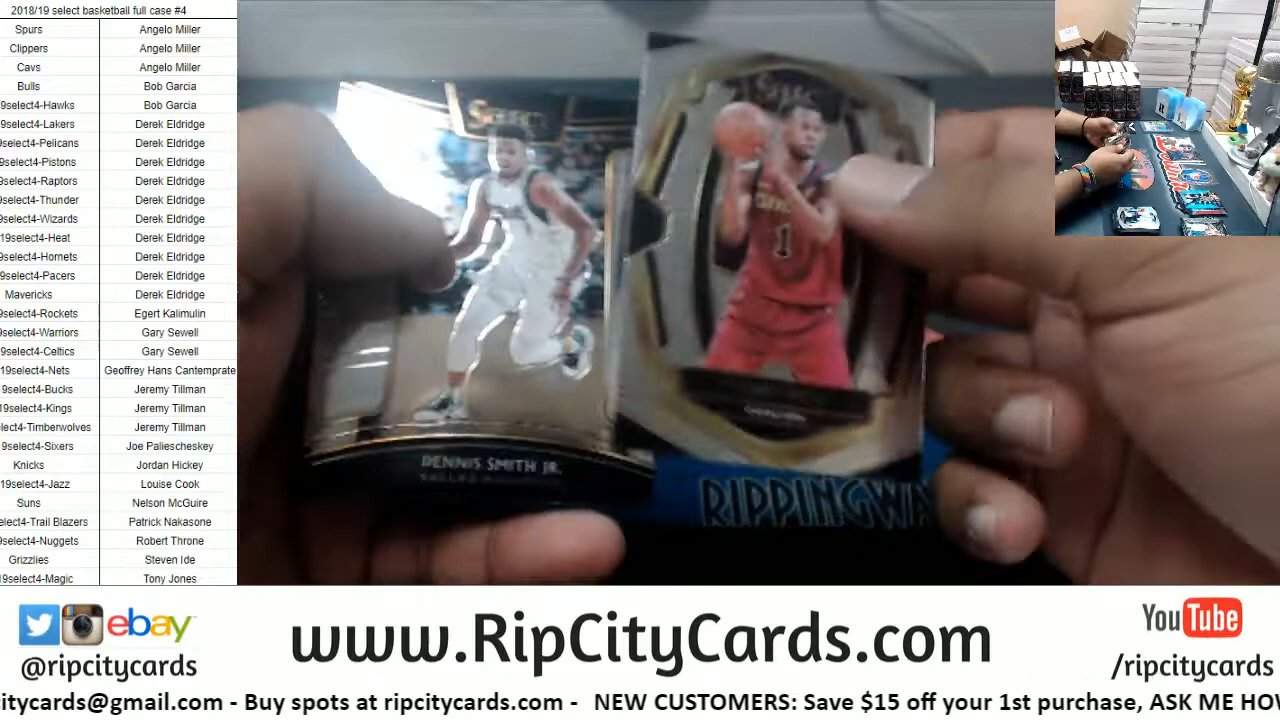 2018/19 select basketball full case #4
Spurs Angelo Miller
Clippers Angelo Miller
Cavs Angelo Miller
Bulls Bob Garcia
9select4-Hawks Bob Garcia
9select4-Lakers Derek Eldridge
9select4-Pelicans Derek Eldridge
9select4-Pistons Derek Eldridge
9select4-Raptors Derek Eldridge
9select4-Thunder Derek Eldridge
9select4-Wizards Derek Eldridge
19select4-Heat Derek Eldridge
9select4-Hornets Derek Eldridge
9select4-Pacers Derek Eldridge
Mavericks Derek Eldridge
9select4-Rockets Egert Kalimulin
9select4-Warriors Gary Sewell
9select4-Celtics Gary Sewell
19select4-Nets Geoffrey Hans Cantemprate
9select4-Bucks Jeremy Tillman
9select4-Kings Jeremy Tillman
elect4-Timberwolves Jeremy Tillman
9select4-Sixers Joe Paliescheskey
Knicks Jordan Hickey
19select4-Jazz Louise Cook
Suns Nelson McGuire
elect4-Trail Blazers Patrick Nakasone
9select4-Nuggets Robert Throne
Grizzlies Steven Ide
19select4-Magic Tony Jones
DENNIS SMITH JR.
1
RIPPINGWA
ebay
@ripcitycards
www.RipCityCards.com
YouTube
/ripcitycards
citycards@gmail.com - Buy spots at ripcitycards.com - NEW CUSTOMERS: Save $15 off your 1st purchase, ASK ME HOW